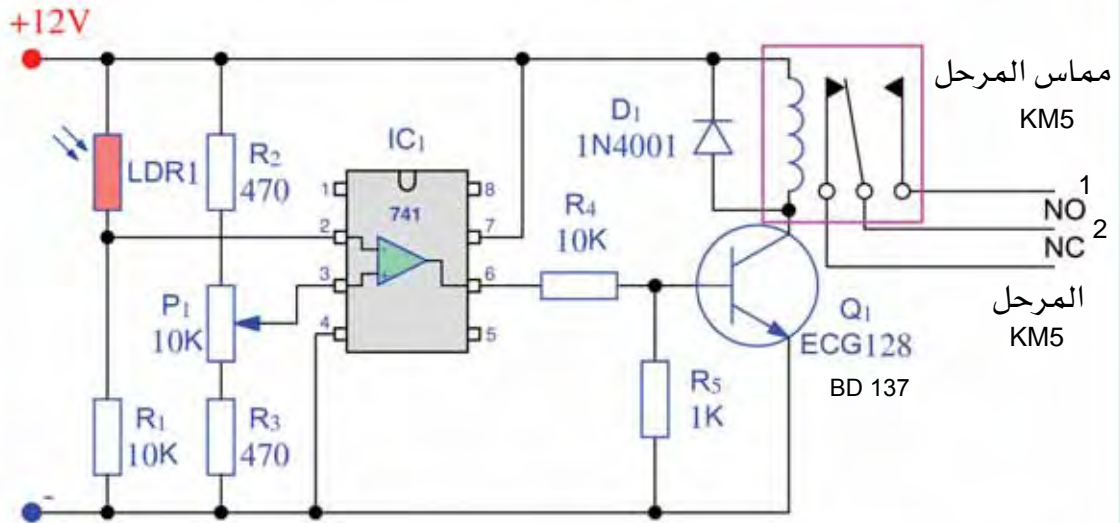 +12V
مماس المرحل
KM5
D1
1N4001
IC1
LDR1
R2
470
1
8
741
2
7
R4
10K
1
NO
2
NC
3
6
P1
10K
4
5
المرحل
KM5
Q1
ECG128
BD 137
R5
1K
R1
10K
R3
470
-